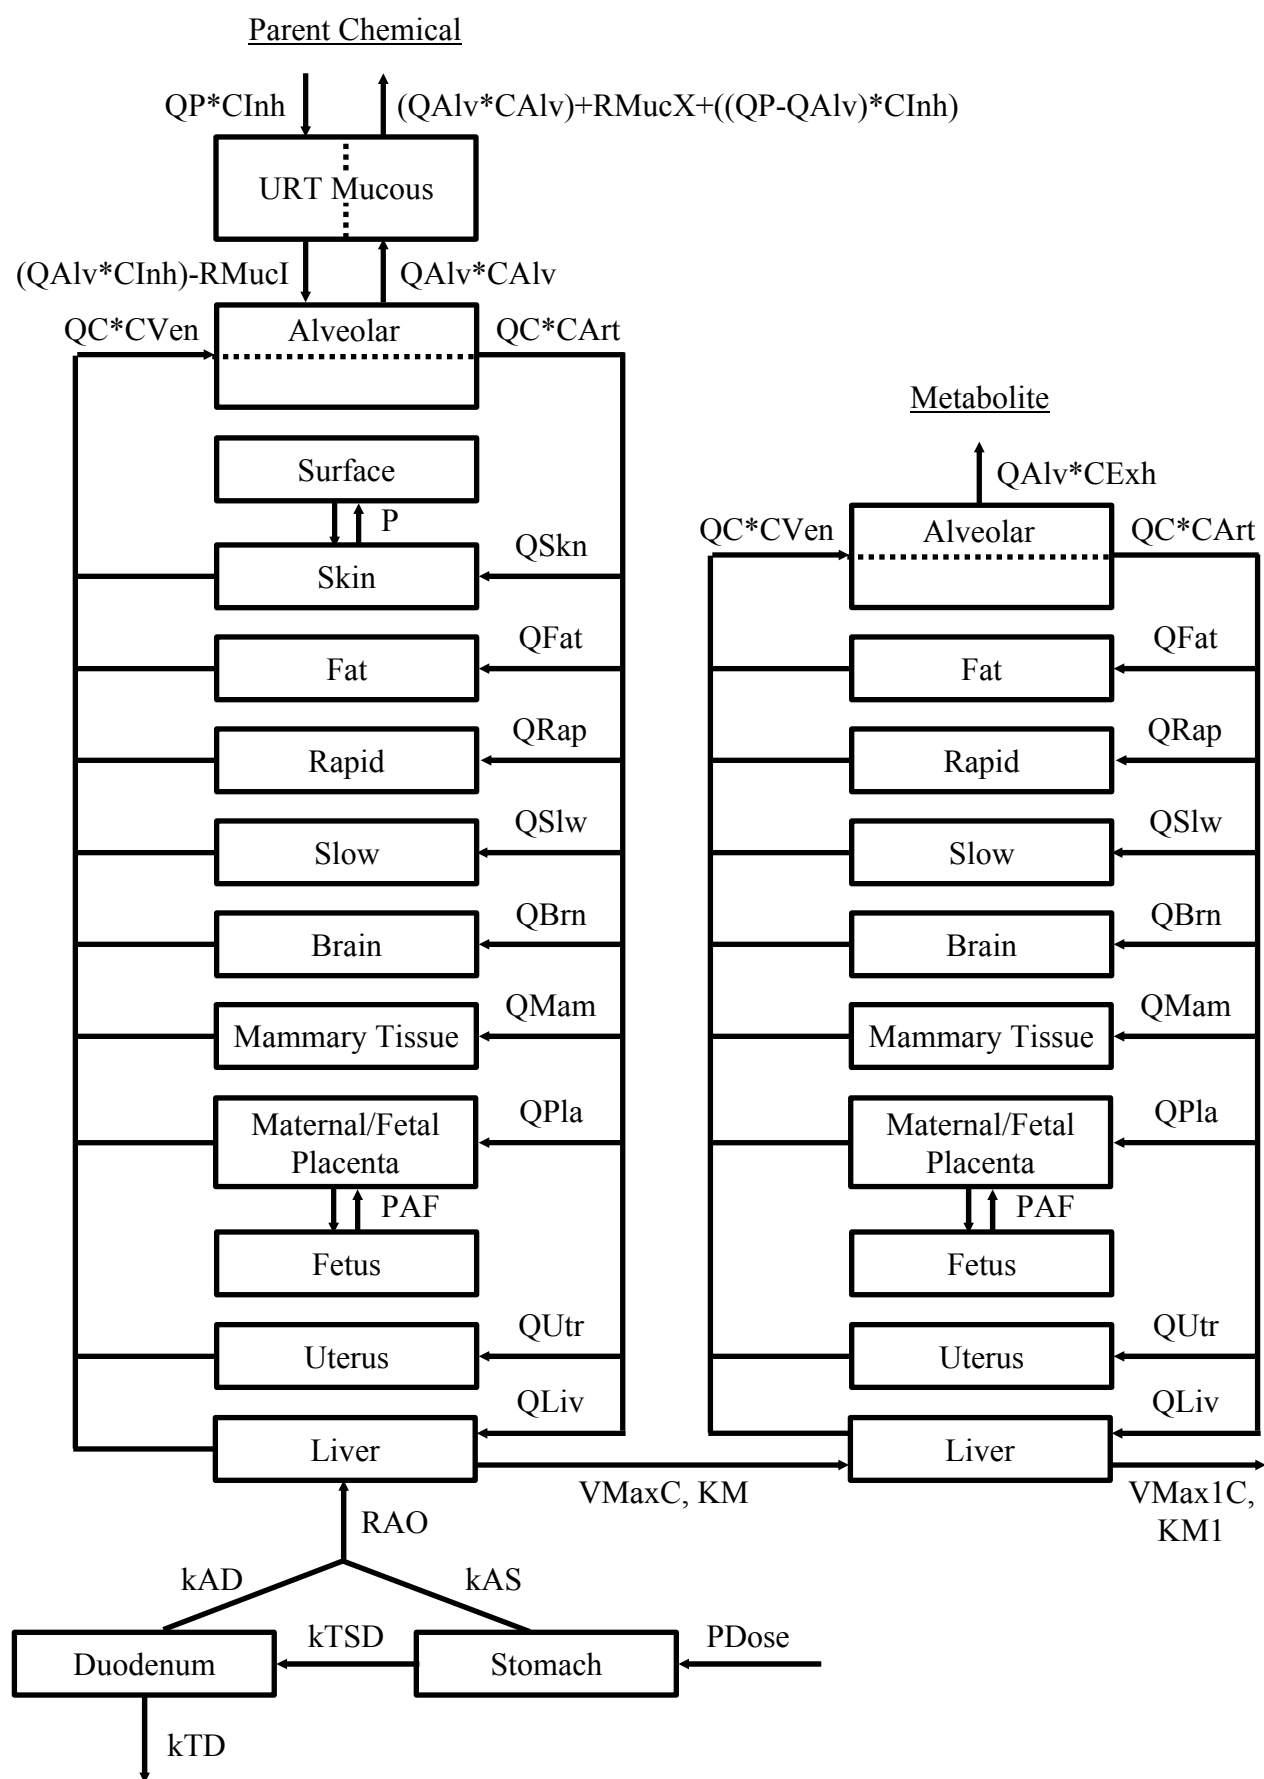 Parent Chemical
QP*CInh
(QAlv*CAlv)+RMucX+((QP-QAlv)*CInh)
URT Mucous
(QAlv*CInh)-RMucI
QAlv*CAlv
QC*CVen
Alveolar
QC*CArt
Surface
P
Skin
QSkn
Fat
QFat
Rapid
QRap
Slow
QSlw
Brain
QBrn
Mammary Tissue
QMam
Maternal/Fetal
Placenta
QPla
PAF
Fetus
Uterus
QUtr
Liver
QLiv
VMaxC, KM
RAO
kAD
kAS
Duodenum
kTSD
Stomach
PDose
kTD
Metabolite
QAlv*CExh
QC*CVen
Alveolar
QC*CArt
Fat
QFat
Rapid
QRap
Slow
QSlw
Brain
QBrn
Mammary Tissue
QMam
Maternal/Fetal
Placenta
QPla
PAF
Fetus
Uterus
QUtr
Liver
QLiv
VMax1C,
KM1